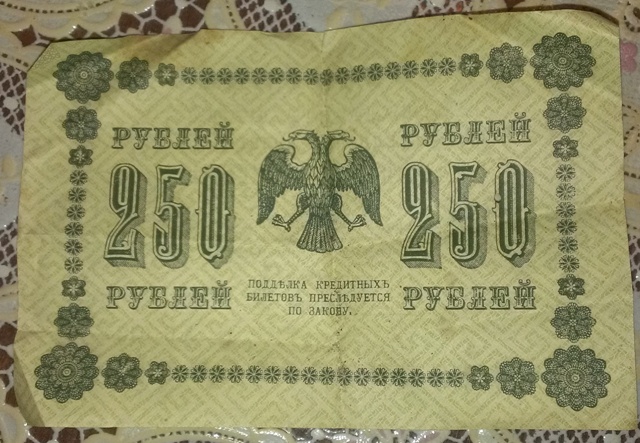 РУБЛЕЙ
250
РУБЛЕЙ
ПОДДѢЛКА КРЕДИТНЫХЪ
БИЛЕТОВЪ ПРЕСЛѢДУЕТСЯ
ПО ЗАКОНУ.
РУБЛЕЙ
250
РУБЛЕЙ